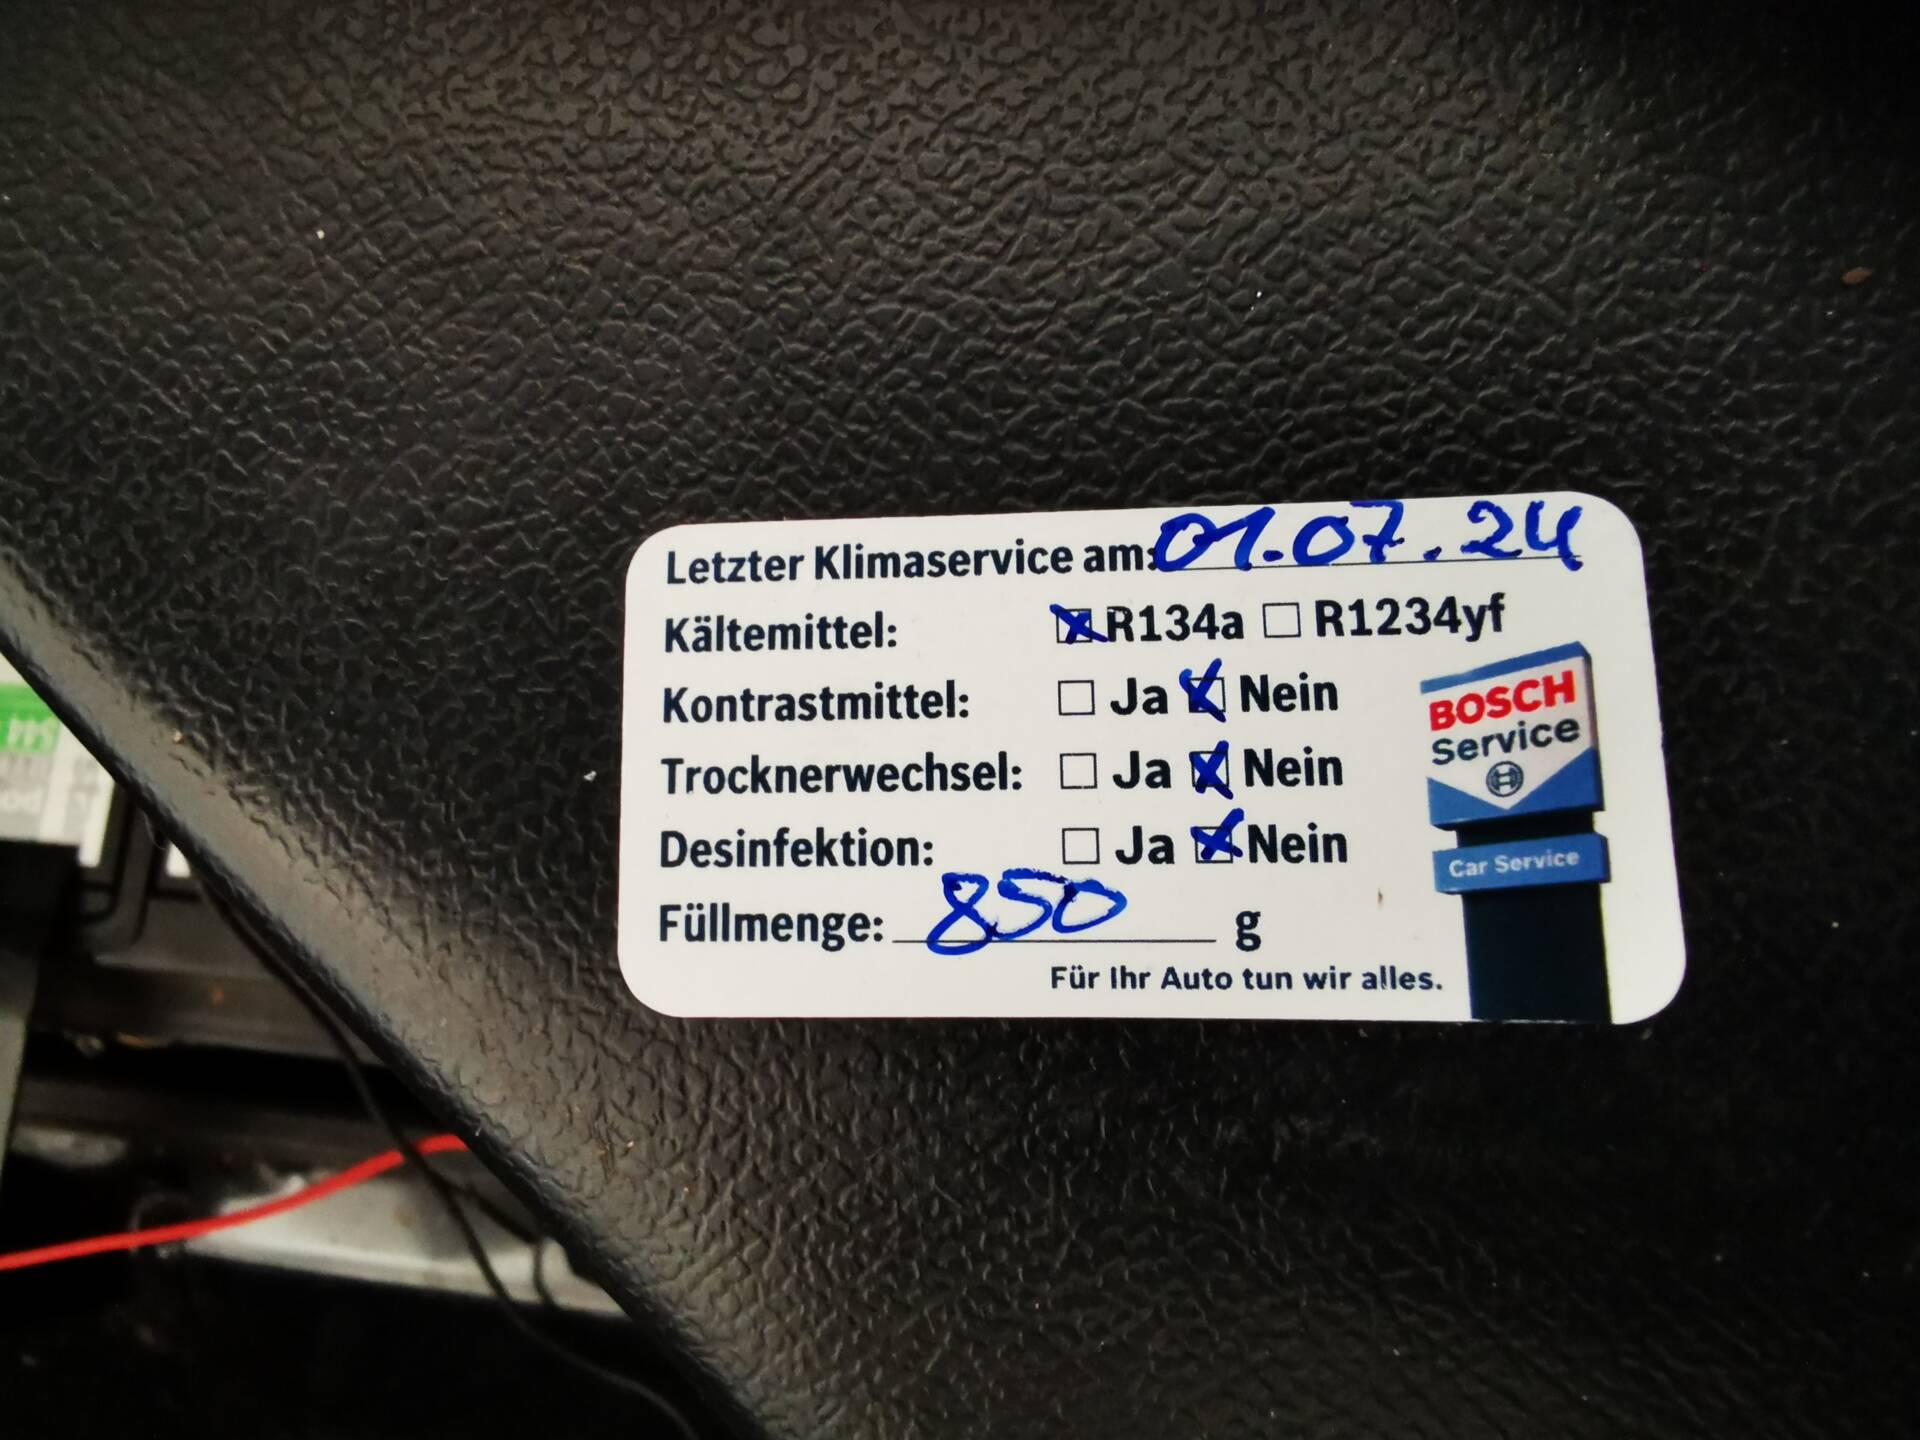 Letzter Klimaservice am: 01.07.24
Kältemittel: ☒ R134a ☐ R1234yf
Kontrastmittel: ☐ Ja ☒ Nein
Trocknerwechsel: ☐ Ja ☒ Nein
Desinfektion: ☐ Ja ☒ Nein
Füllmenge: 850 g
Für Ihr Auto tun wir alles.
BOSCH
Service
Car Service